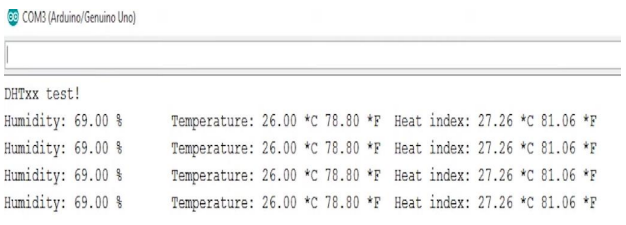 COM3 (Arduino/Genuino Uno)
DHTxx test!
Humidity: 69.00 % Temperature: 26.00 *C 78.80 *F Heat index: 27.26 *C 81.06 *F
Humidity: 69.00 % Temperature: 26.00 *C 78.80 *F Heat index: 27.26 *C 81.06 *F
Humidity: 69.00 % Temperature: 26.00 *C 78.80 *F Heat index: 27.26 *C 81.06 *F
Humidity: 69.00 % Temperature: 26.00 *C 78.80 *F Heat index: 27.26 *C 81.06 *F